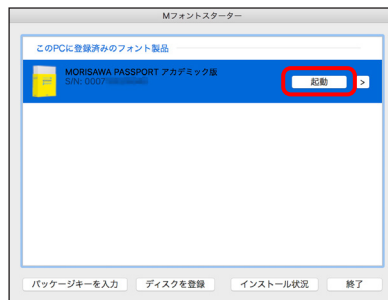 Mフォントスターター
このPCに登録済みのフォント製品
MORISAWA PASSPORT アカデミック版
S/N: 0007
起動
>
パッケージキーを入力
ディスクを登録
インストール状況
終了